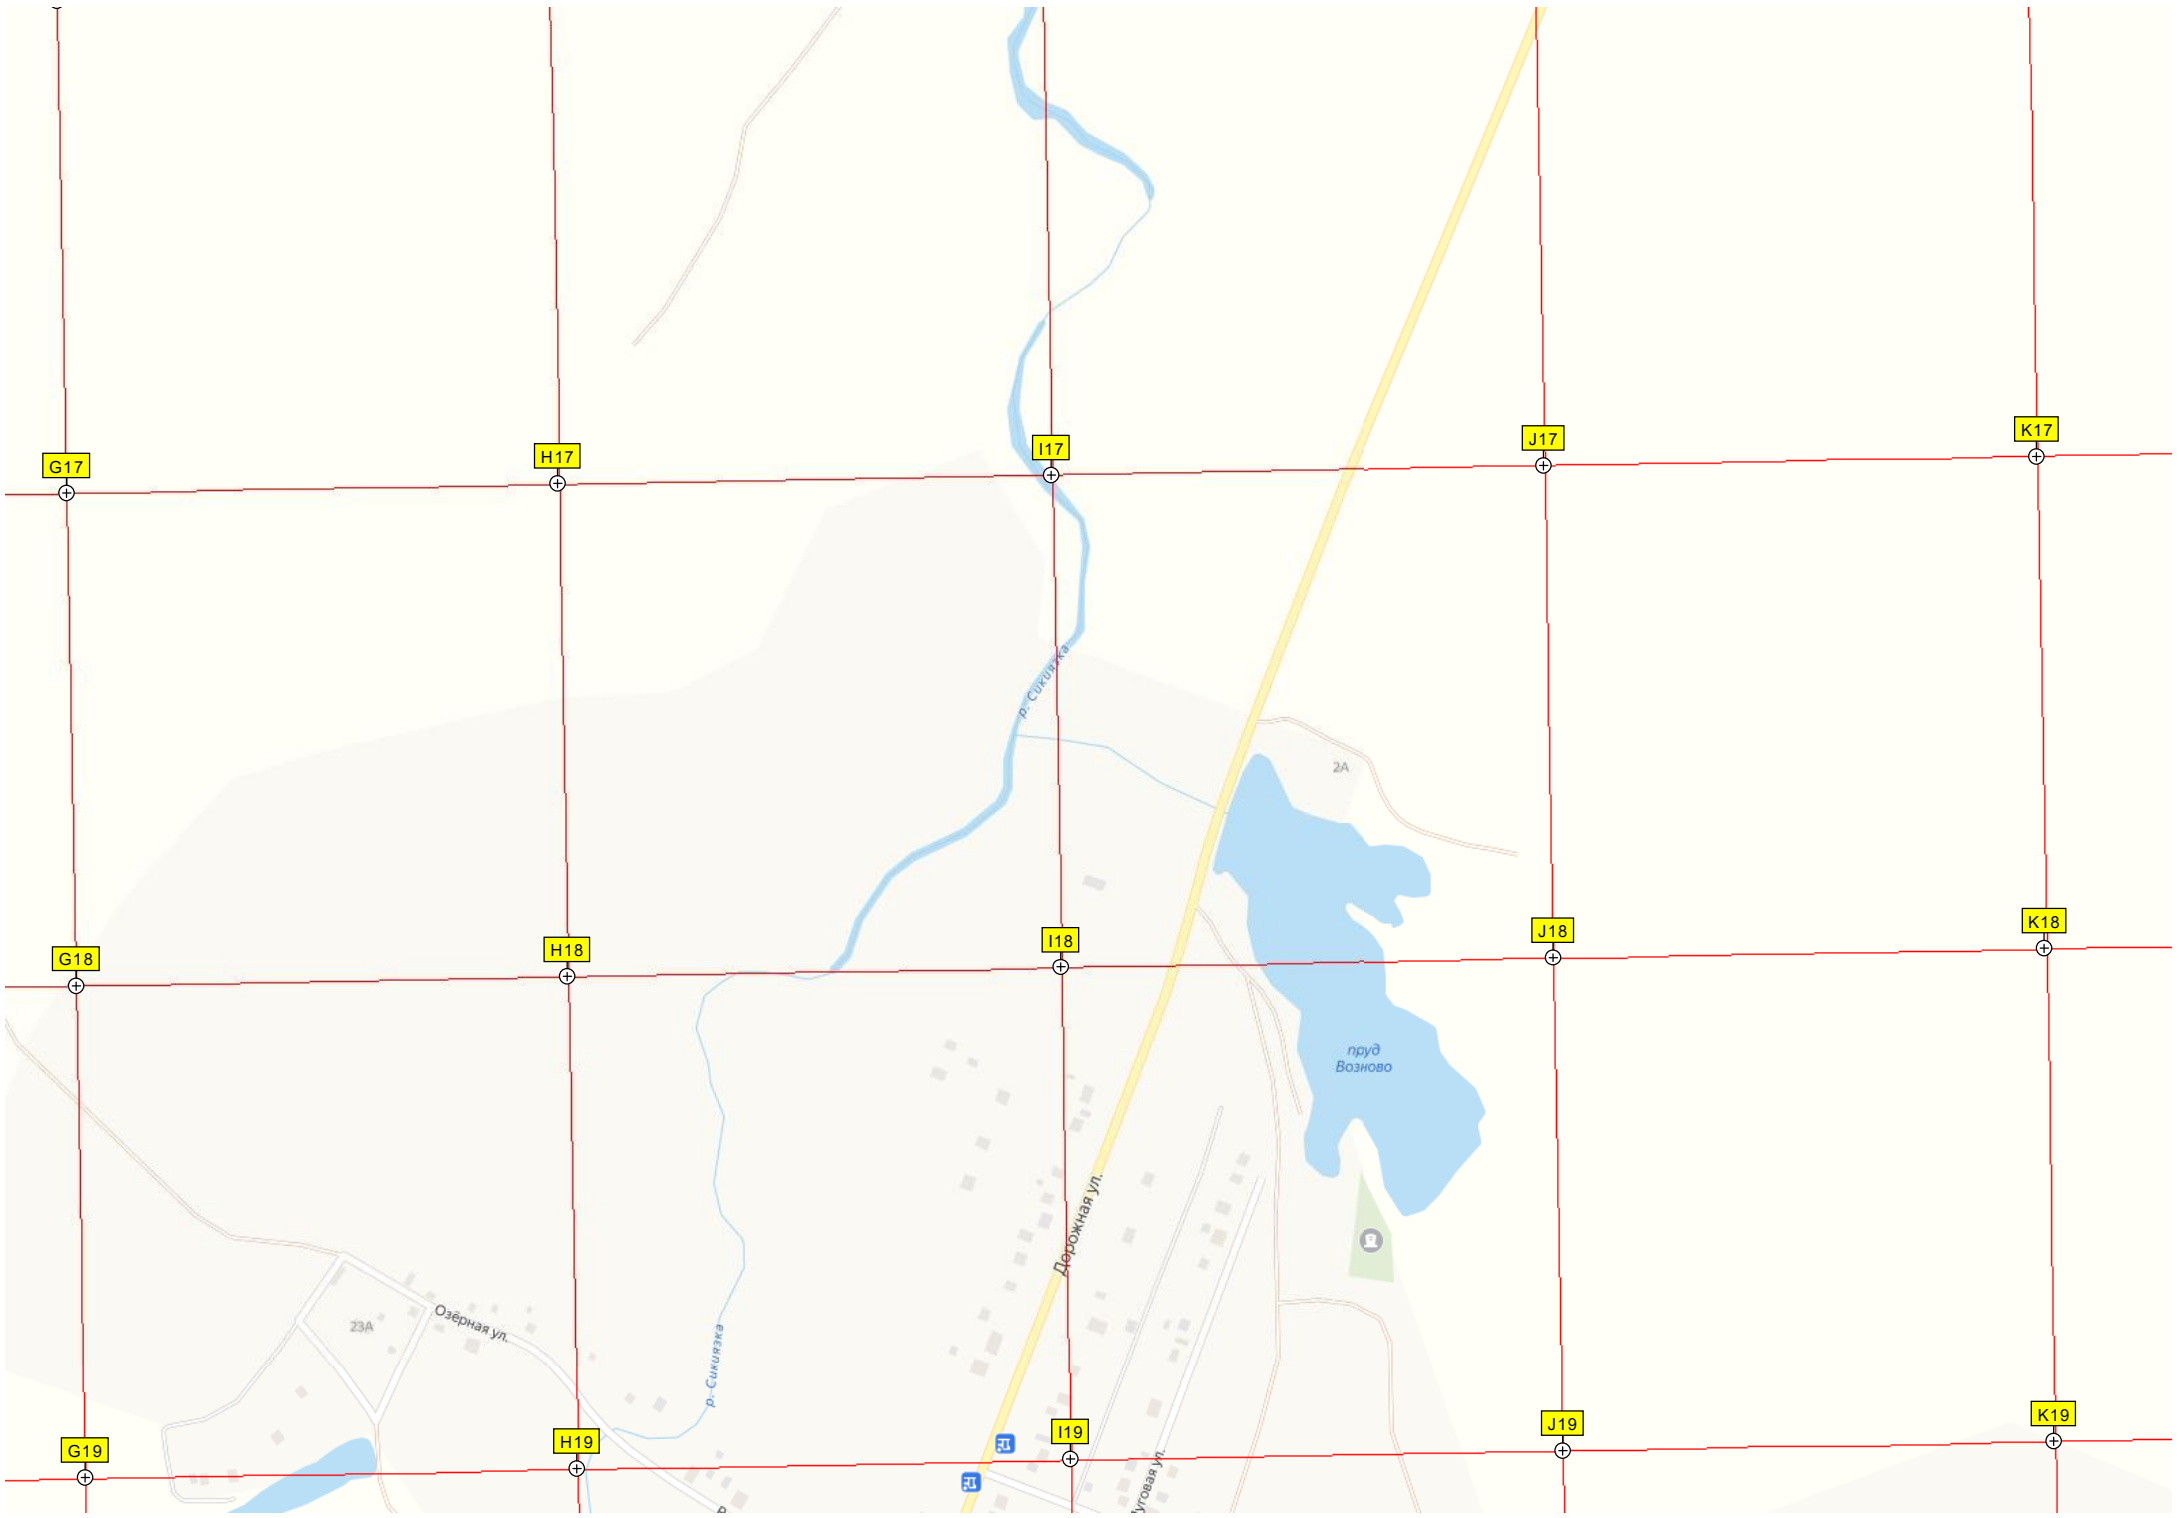 G17
H17
I17
J17
K17
р. Сикиязка
2А
G18
H18
I18
J18
K18
пруд
Возново
Дорожная ул.
Озёрная ул.
23А
р. Сикиязка
G19
H19
I19
J19
K19